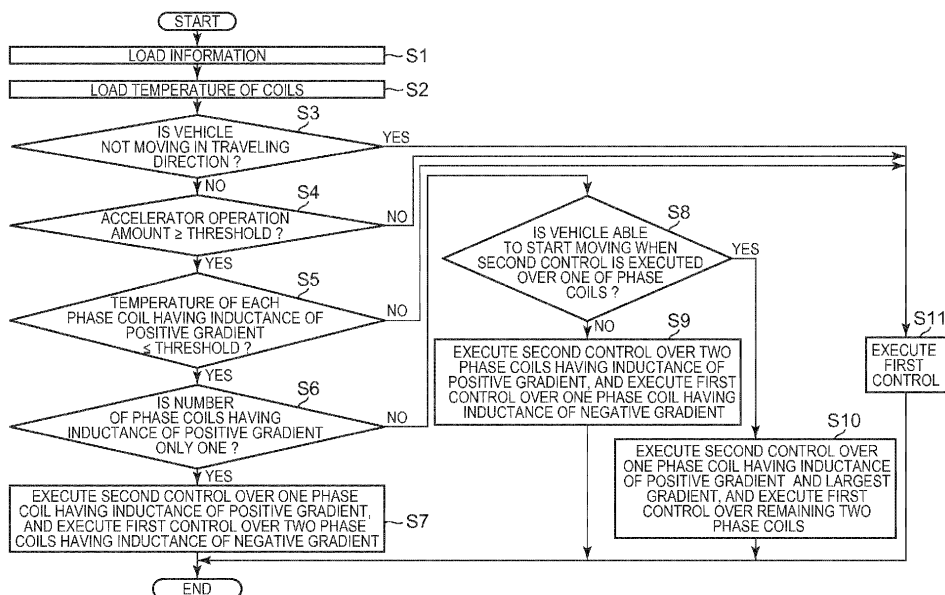 START
LOAD INFORMATION
S1
LOAD TEMPERATURE OF COILS
S2
S3
IS VEHICLE
NOT MOVING IN TRAVELING
DIRECTION ?
YES
NO
S4
ACCELERATOR OPERATION
AMOUNT ≥ THRESHOLD ?
NO
YES
S5
TEMPERATURE OF EACH
PHASE COIL HAVING INDUCTANCE OF
POSITIVE GRADIENT
≤ THRESHOLD ?
NO
YES
S6
IS NUMBER
OF PHASE COILS HAVING
INDUCTANCE OF POSITIVE GRADIENT
ONLY ONE ?
NO
YES
EXECUTE SECOND CONTROL OVER ONE PHASE
COIL HAVING INDUCTANCE OF POSITIVE GRADIENT,
AND EXECUTE FIRST CONTROL OVER TWO PHASE
COILS HAVING INDUCTANCE OF NEGATIVE GRADIENT
S7
S8
IS VEHICLE ABLE
TO START MOVING WHEN
SECOND CONTROL IS EXECUTED
OVER ONE OF PHASE
COILS ?
YES
NO
S9
EXECUTE SECOND CONTROL OVER TWO
PHASE COILS HAVING INDUCTANCE OF
POSITIVE GRADIENT, AND EXECUTE FIRST
CONTROL OVER ONE PHASE COIL HAVING
INDUCTANCE OF NEGATIVE GRADIENT
S10
EXECUTE SECOND CONTROL OVER
ONE PHASE COIL HAVING INDUCTANCE
OF POSITIVE GRADIENT AND LARGEST
GRADIENT, AND EXECUTE FIRST
CONTROL OVER REMAINING TWO
PHASE COILS
S11
EXECUTE
FIRST
CONTROL
END